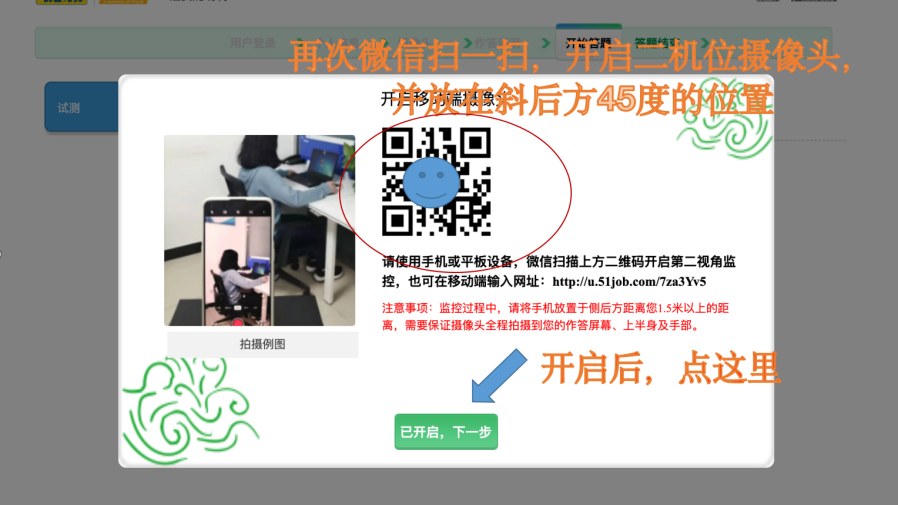 用户登录
开始答题
答题结束
再次微信扫一扫，开启二机位摄像头，
并放在斜后方45度的位置
试测
开启移动端摄像头
请使用手机或平板设备，微信扫描上方二维码开启第二视角监
控，也可在移动端输入网址：http://u.51job.com/7za3Yv5
注意事项：监控过程中，请将手机放置于侧后方距离您1.5米以上的距
离，需要保证摄像头全程拍摄到您的作答屏幕、上半身及手部。
拍摄例图
开启后，点这里
已开启，下一步